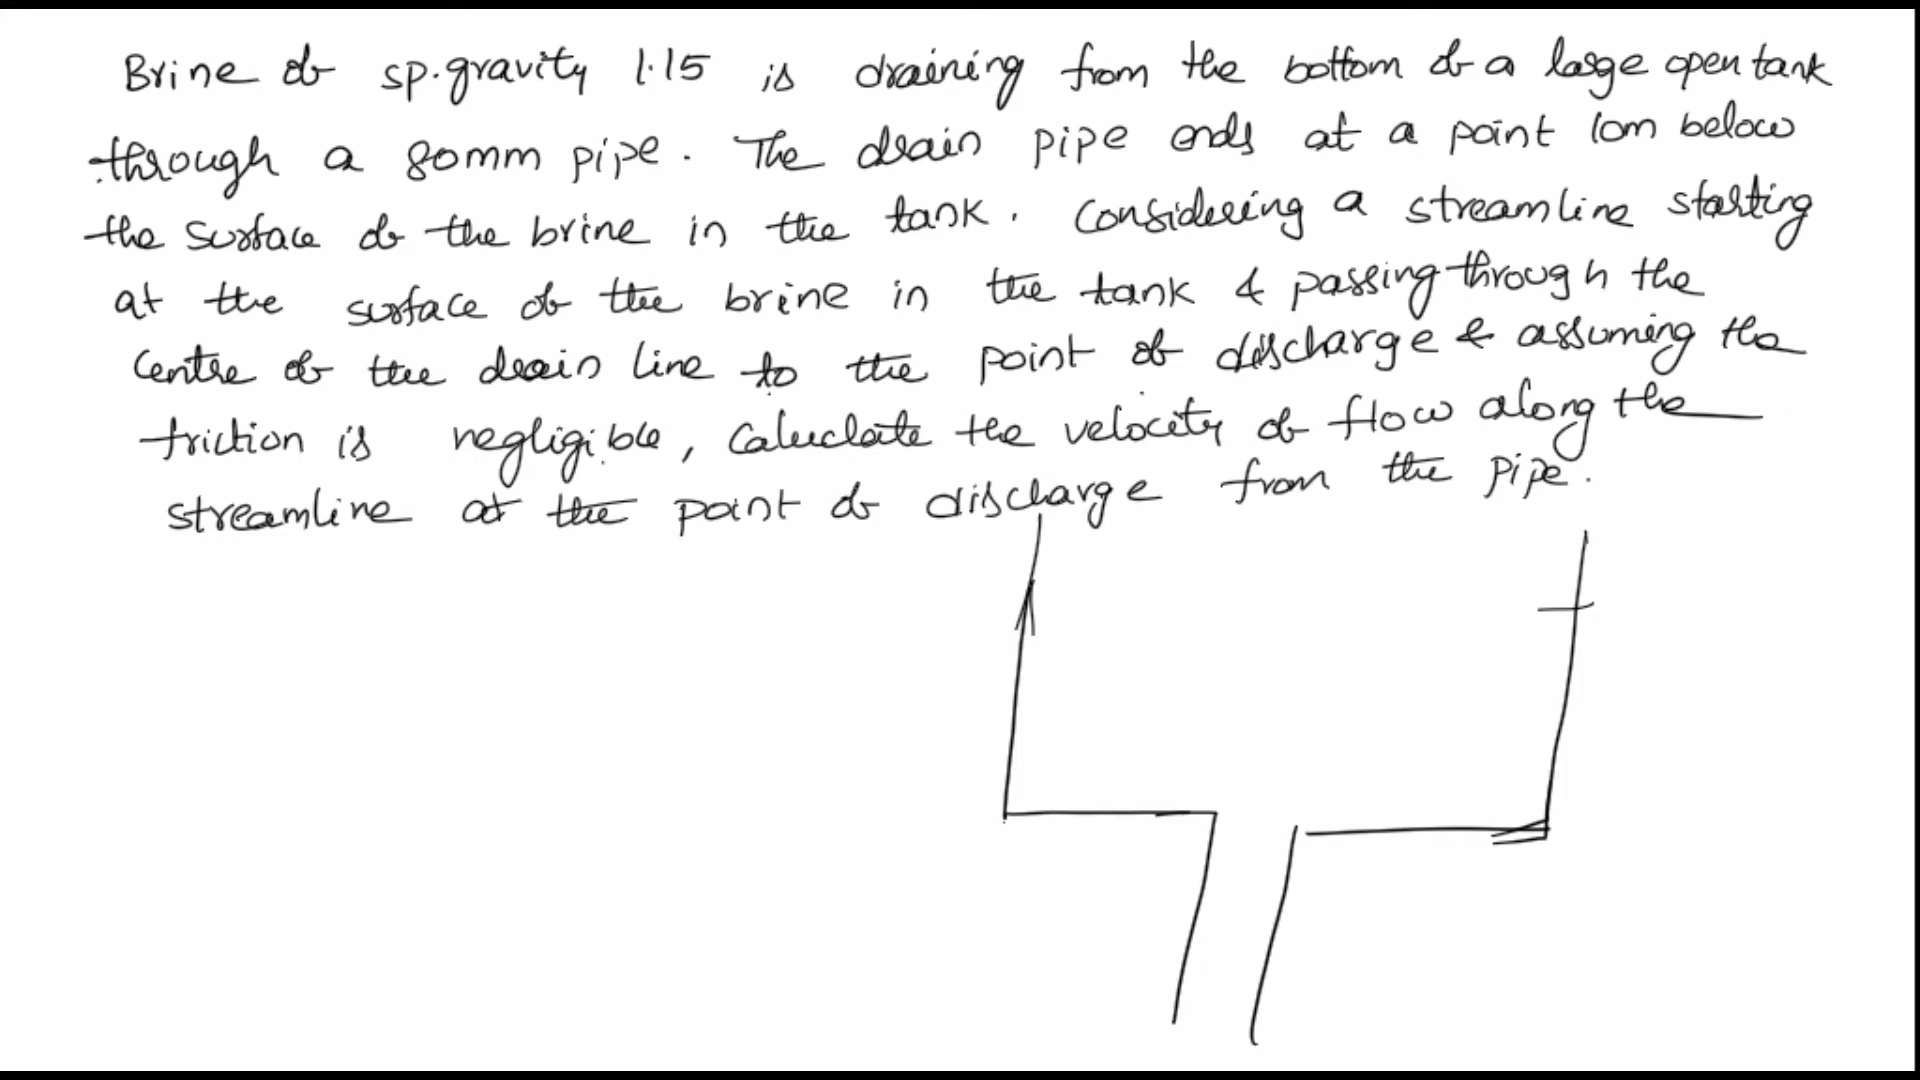 Brine of sp.gravity 1.15 is draining from the bottom of a large open tank
through a 80mm pipe. The drain pipe ends at a point 10m below
the surface of the brine in the tank. Considering a streamline starting
at the surface of the brine in the tank & passing through the
centre of the drain line to the point of discharge & assuming the
friction is negligible, calculate the velocity of flow along the
streamline at the point of discharge from the pipe.